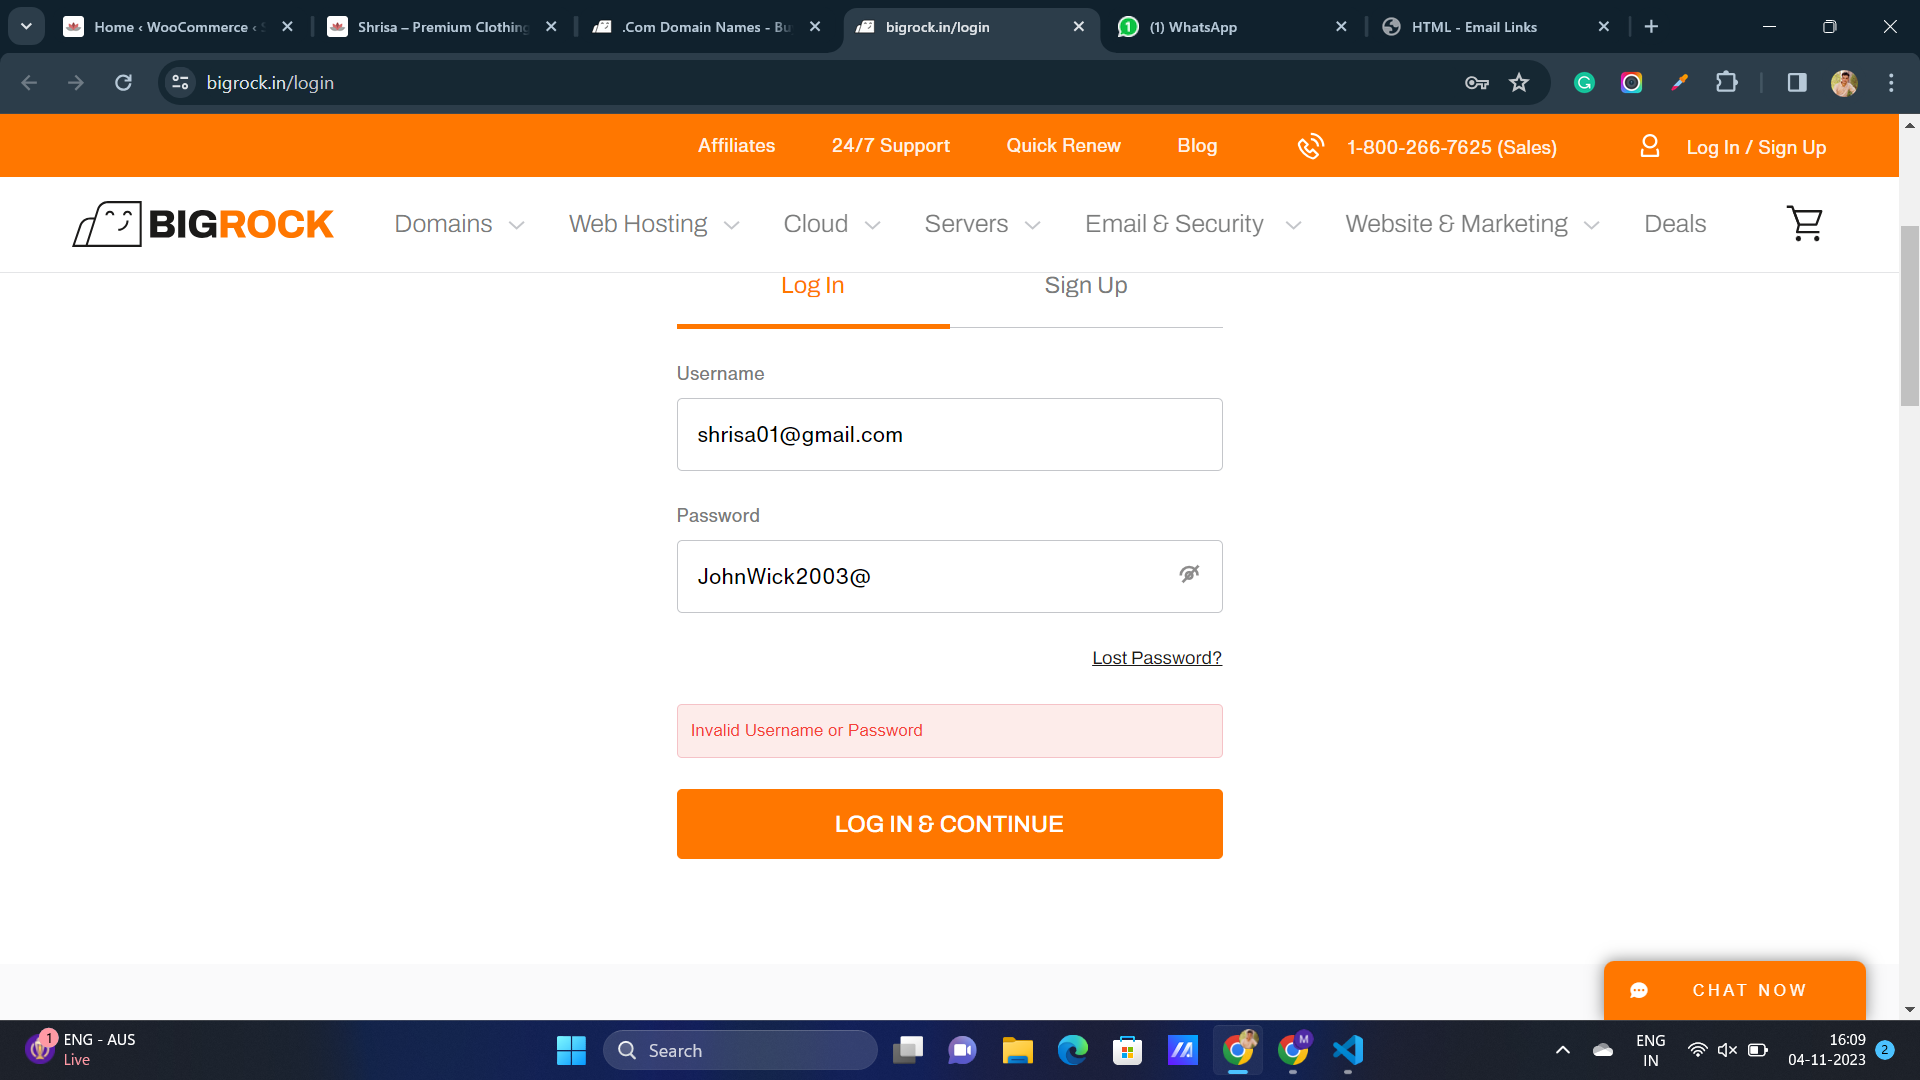 Home ‹ WooCommerce ‹ S
Shrisa – Premium Clothing
.Com Domain Names - Bu
bigrock.in/login
(1) WhatsApp
HTML - Email Links
bigrock.in/login
Affiliates
24/7 Support
Quick Renew
Blog
1-800-266-7625 (Sales)
Log In / Sign Up
BIGROCK
Domains
Web Hosting
Cloud
Servers
Email & Security
Website & Marketing
Deals
Log In
Sign Up
Username
shrisa01@gmail.com
Password
JohnWick2003@
Lost Password?
Invalid Username or Password
LOG IN & CONTINUE
CHAT NOW
1
ENG - AUS
Live
Search
M
ENG
IN
16:09
04-11-2023
2